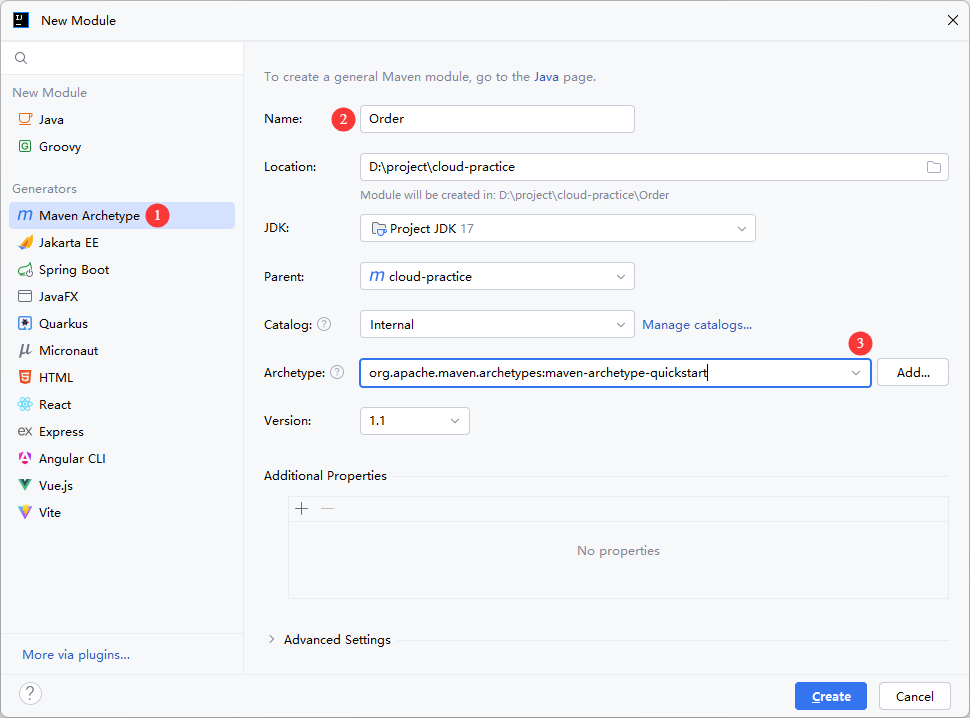 New Module
New Module
Java
Groovy
Generators
Maven Archetype 1
Jakarta EE
Spring Boot
JavaFX
Quarkus
Micronaut
HTML
React
Express
Angular CLI
Vue.js
Vite
More via plugins...
To create a general Maven module, go to the Java page.
Name: 2 Order
Location: D:\project\cloud-practice
Module will be created in: D:\project\cloud-practice\Order
JDK: Project JDK 17
Parent: cloud-practice
Catalog: ? Internal Manage catalogs...
3
Archetype: ? org.apache.maven.archetypes:maven-archetype-quickstart Add...
Version: 1.1
Additional Properties
No properties
Advanced Settings
? Create Cancel